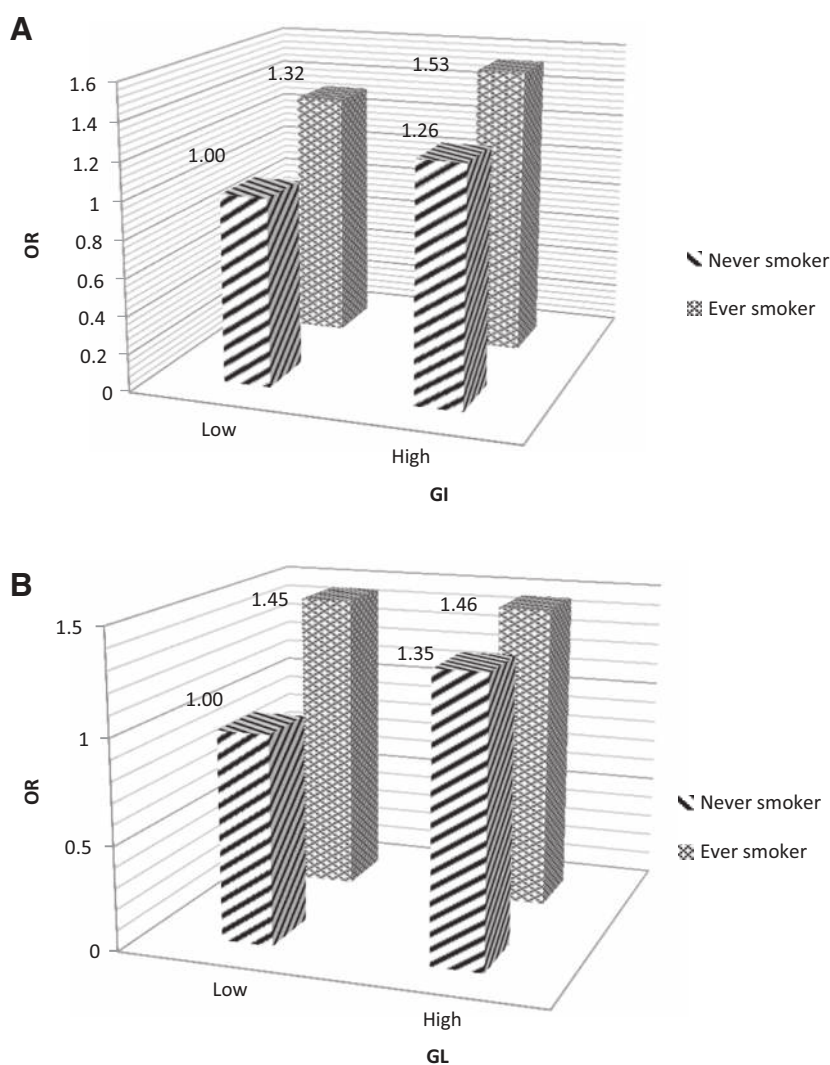 A
1.6
1.4
1.2
1
0.8
0.6
0.4
0.2
0
OR
1.00
1.32
1.26
1.53
Low
High
GI
Never smoker
Ever smoker
B
1.5
1
0.5
0
OR
1.00
1.45
1.35
1.46
Low
High
GL
Never smoker
Ever smoker